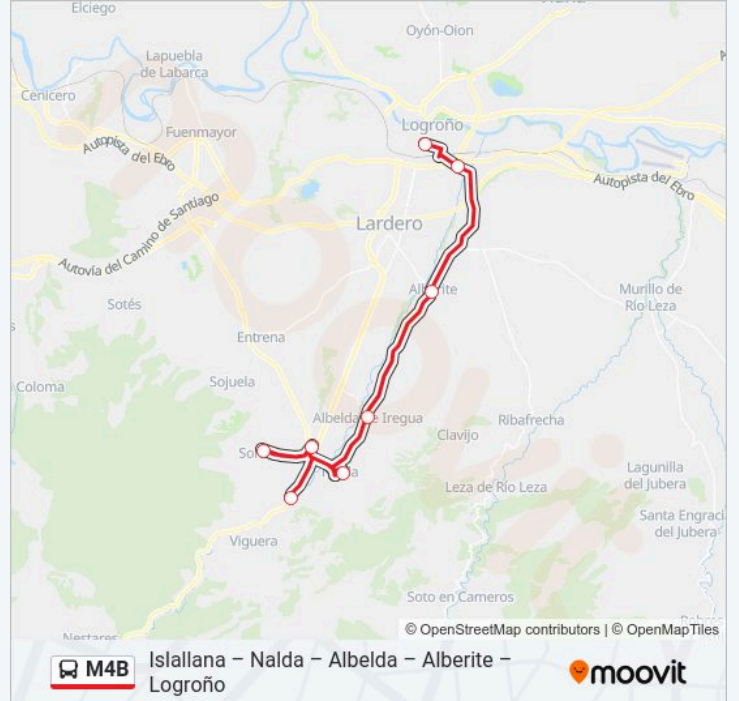 Elciego
Oyón-Oion
Lapuebla
de Labarca
Cenicero
Logroño
Fuenmayor
Autopista del Ebro
Autopista del Ebro
Lardero
Autovía del Camino de Santiago
Alberite
Murillo de
Río Leza
Sotés
Entrena
Sojuela
Coloma
Albelda de Iregua
Ribafrecha
Clavijo
Lagunilla
del Jubera
Leza de Río Leza
Santa Engraci
del Jubera
Viguera
Soto en Cameros
Nestares
© OpenStreetMap contributors | © OpenMapTiles
M4B
Islallana – Nalda – Albelda – Alberite –
Logroño
moovit